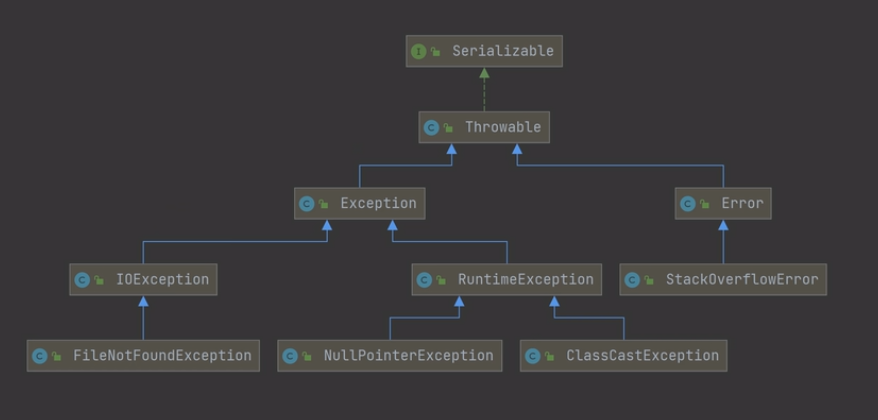 I Serializable
C Throwable
C Exception
C Error
C IOException
C RuntimeException
C StackOverflowError
C FileNotFoundException
C NullPointerException
C ClassCastException